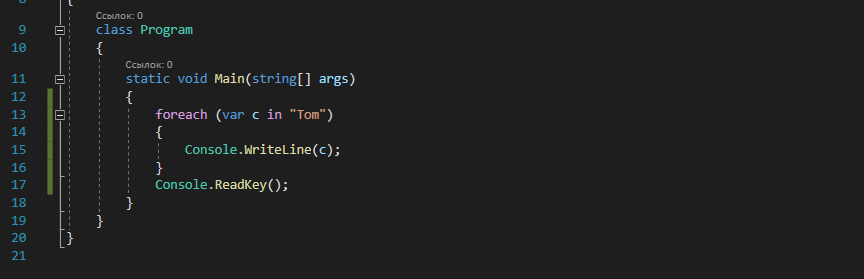 8 {
Ссылок: 0
9 class Program
10 {
Ссылок: 0
11 static void Main(string[] args)
12 {
13 foreach (var c in "Tom")
14 {
15 Console.WriteLine(c);
16 }
17 Console.ReadKey();
18 }
19 }
20 }
21